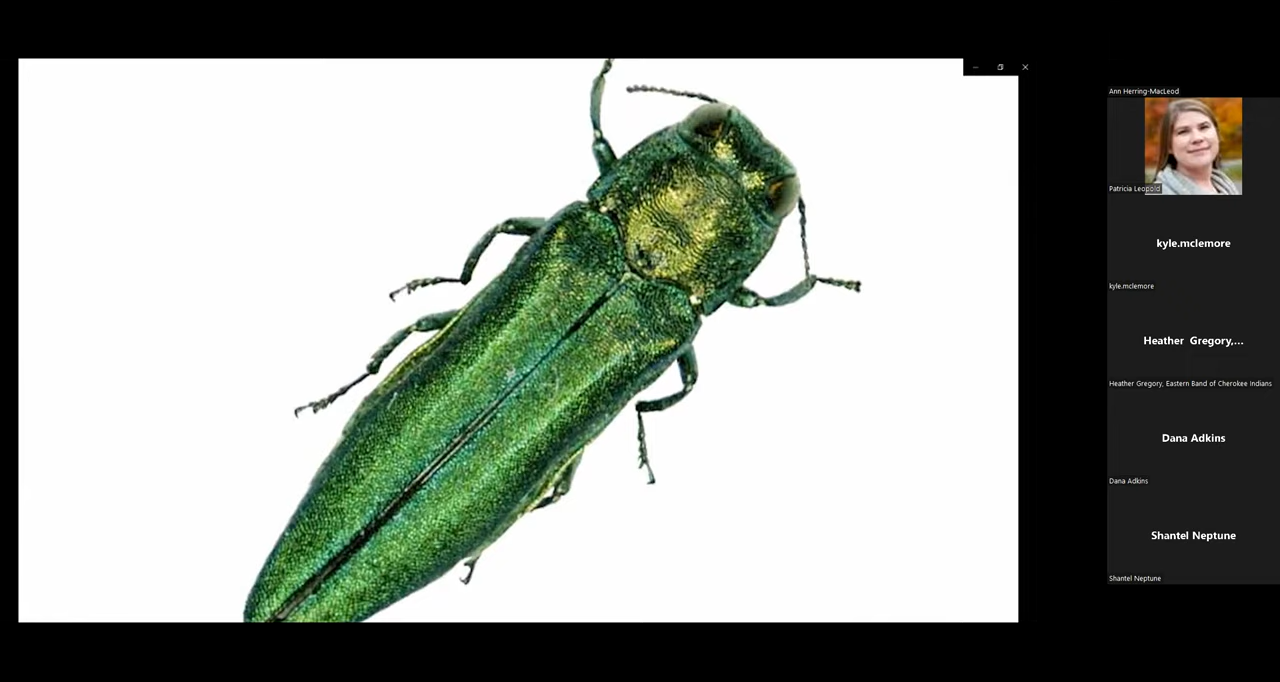 Ann Herring-MacLeod
Patricia Leopold
kyle.mclemore
kyle.mclemore
Heather Gregory,...
Heather Gregory, Eastern Band of Cherokee Indians
Dana Adkins
Dana Adkins
Shantel Neptune
Shantel Neptune